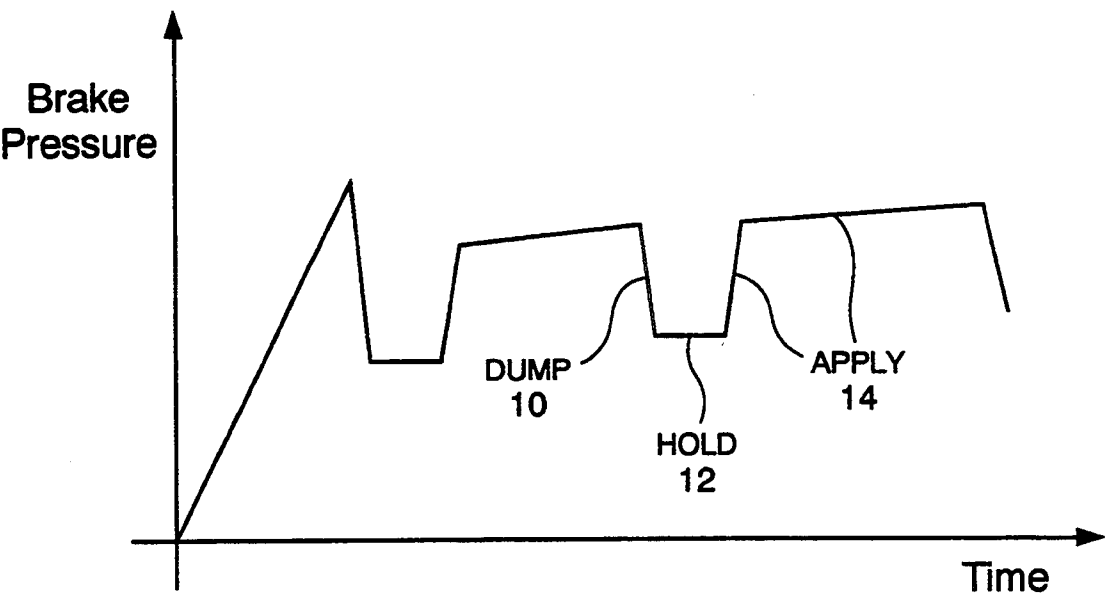 Brake
Pressure
DUMP
10
HOLD
12
APPLY
14
Time